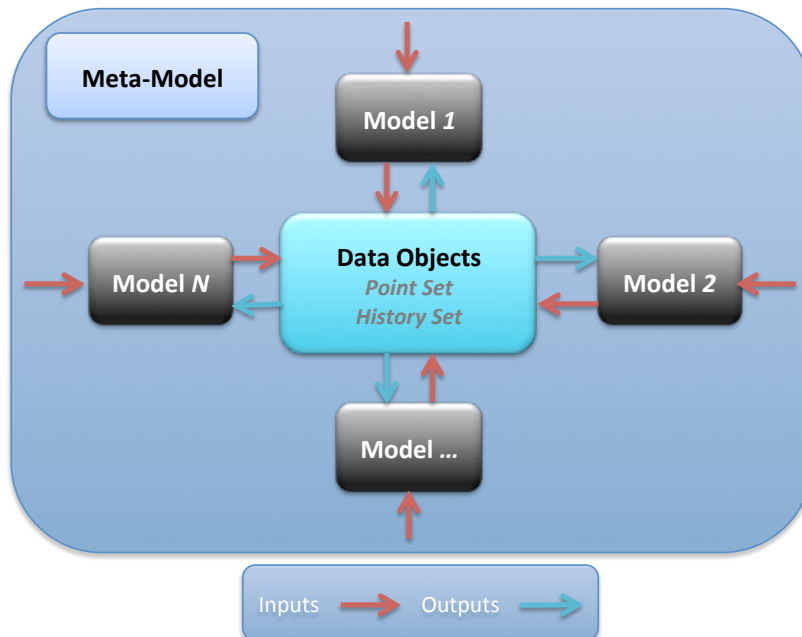 Meta-Model
Model 1
Model N
Data Objects
Point Set
History Set
Model 2
Model ...
Inputs
Outputs